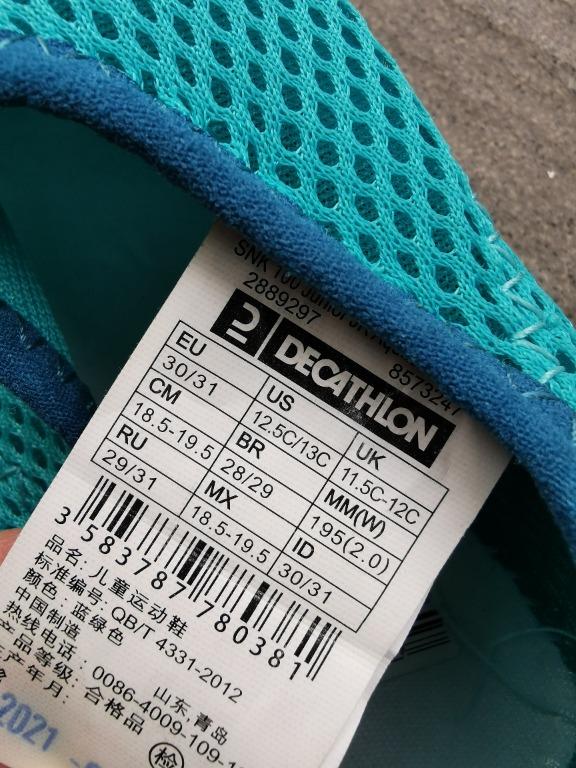 SNK 100 Junior
2889297
8573247
DECATHLON
EU 30/31
US 12.5C/13C
UK 11.5C-12C
CM 18.5-19.5
BR 28/29
MM(W) 195(2.0)
RU 29/31
MX 18.5-19.5
ID 30/31
3583787780381
品名: 儿童运动鞋
标准编号: QB/T 4331-2012
颜色: 蓝绿色
中国制造 山东,青岛
热线电话: 0086-4009-109-1
产品等级: 合格品
生产年月:
2021
检